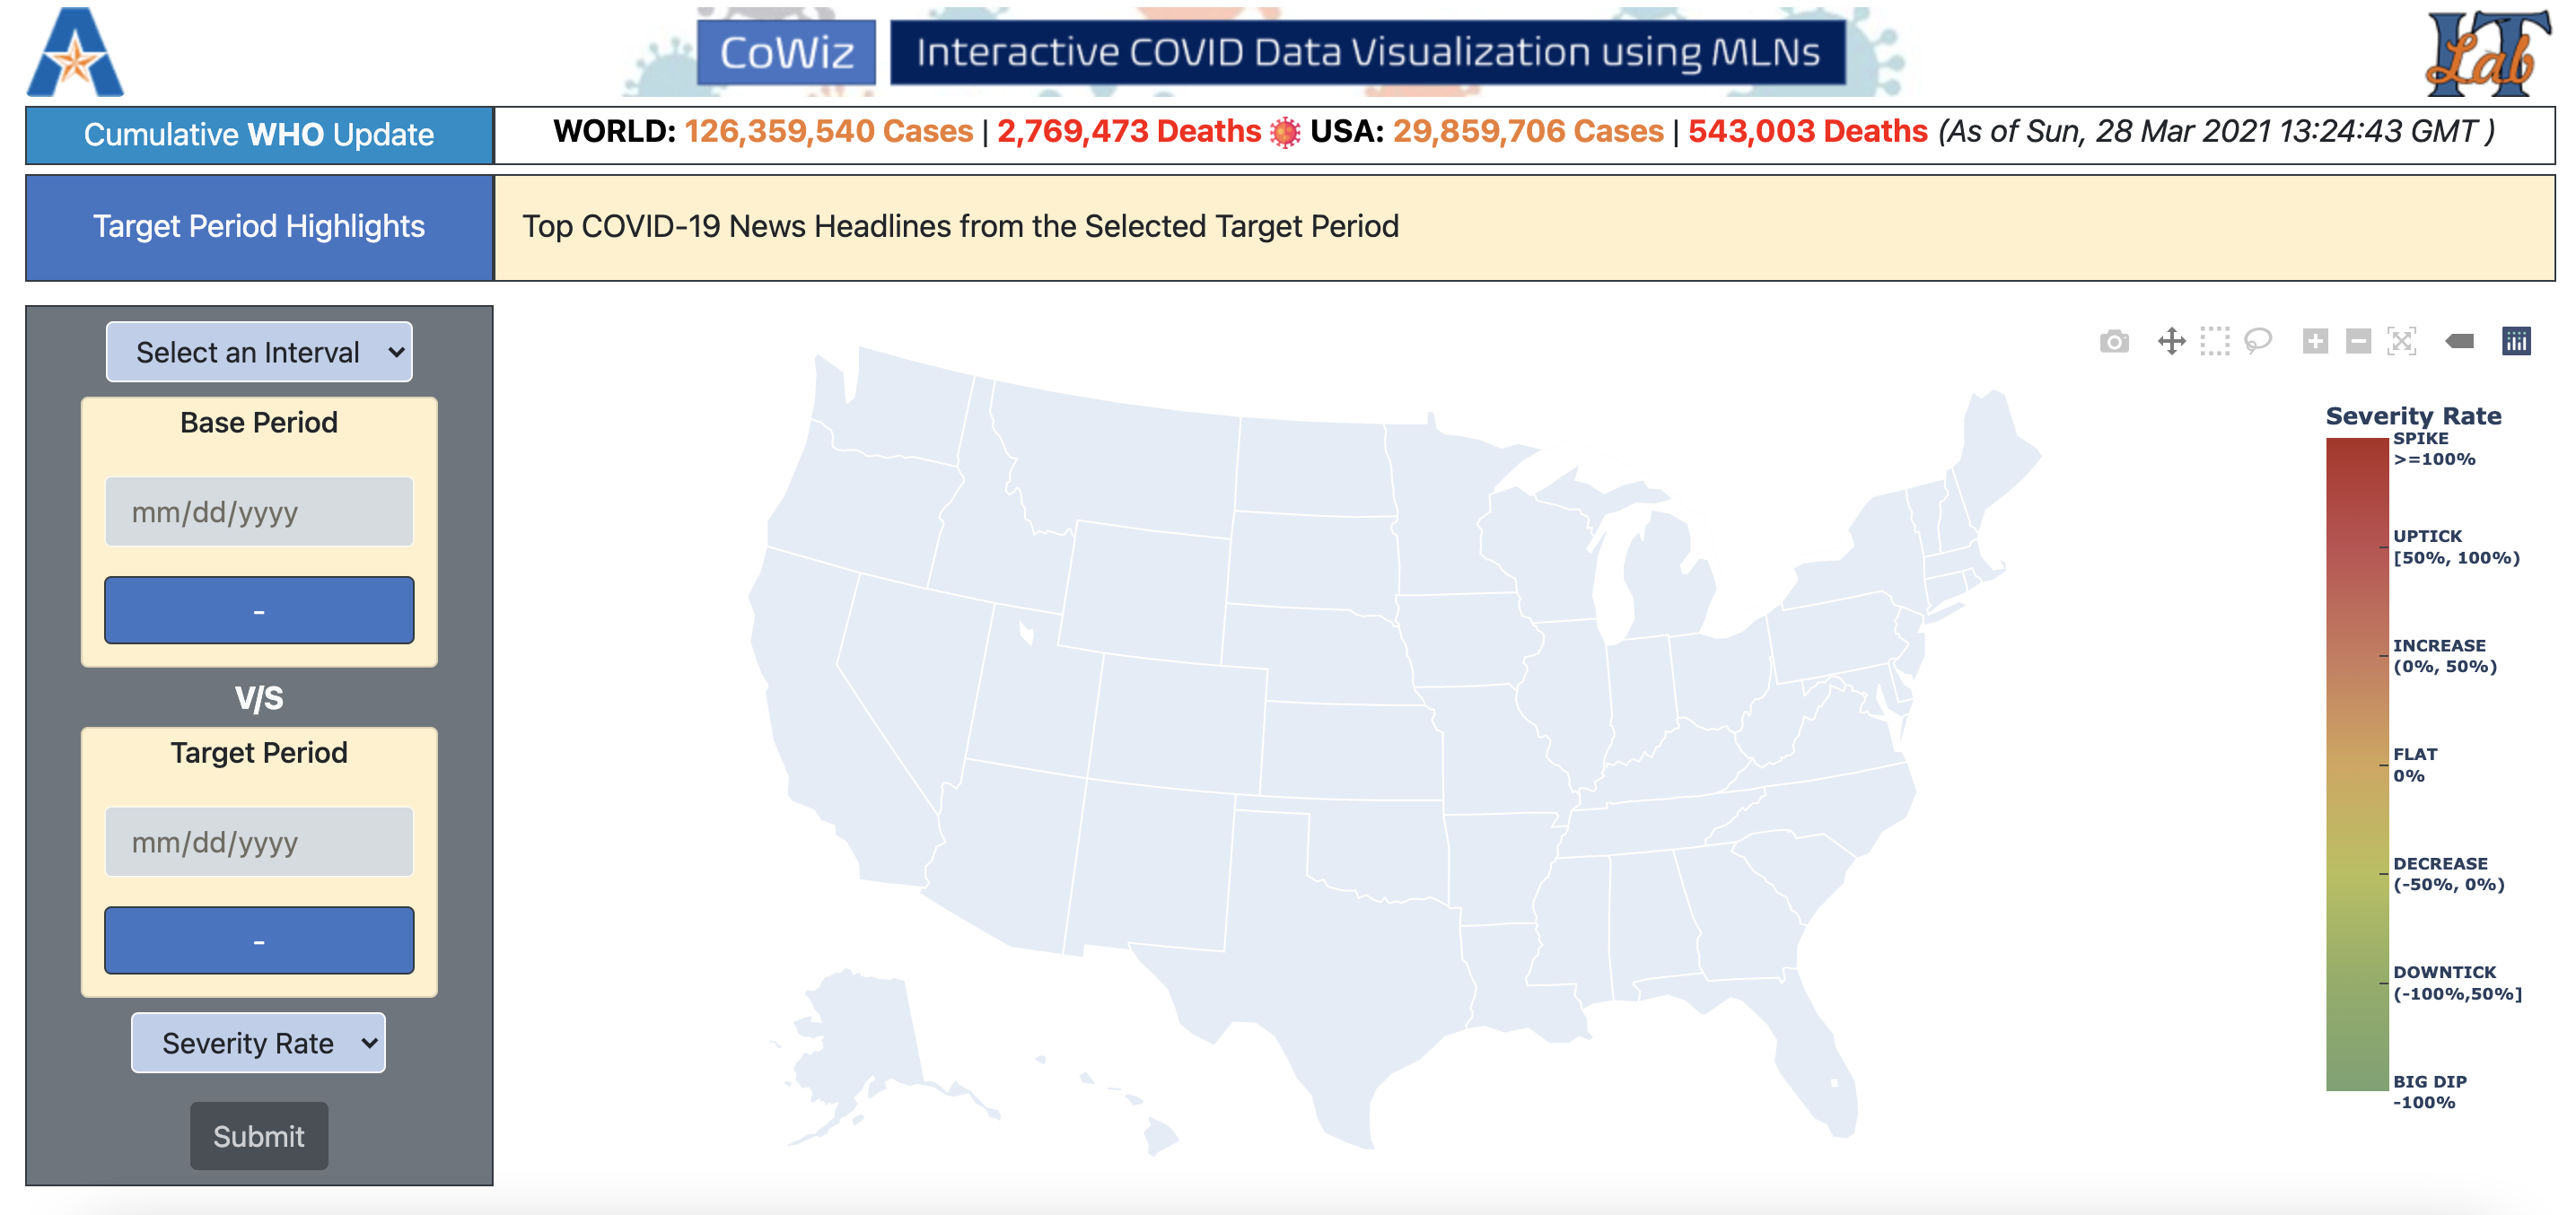 CoWiz Interactive COVID Data Visualization using MLNs
IT Lab
Cumulative WHO Update
WORLD: 126,359,540 Cases | 2,769,473 Deaths USA: 29,859,706 Cases | 543,003 Deaths (As of Sun, 28 Mar 2021 13:24:43 GMT )
Target Period Highlights
Top COVID-19 News Headlines from the Selected Target Period
Select an Interval
Base Period
mm/dd/yyyy
-
V/S
Target Period
mm/dd/yyyy
-
Severity Rate
Submit
Severity Rate
SPIKE
>=100%
UPTICK
[50%, 100%)
INCREASE
(0%, 50%)
FLAT
0%
DECREASE
(-50%, 0%)
DOWNTICK
(-100%,50%]
BIG DIP
-100%